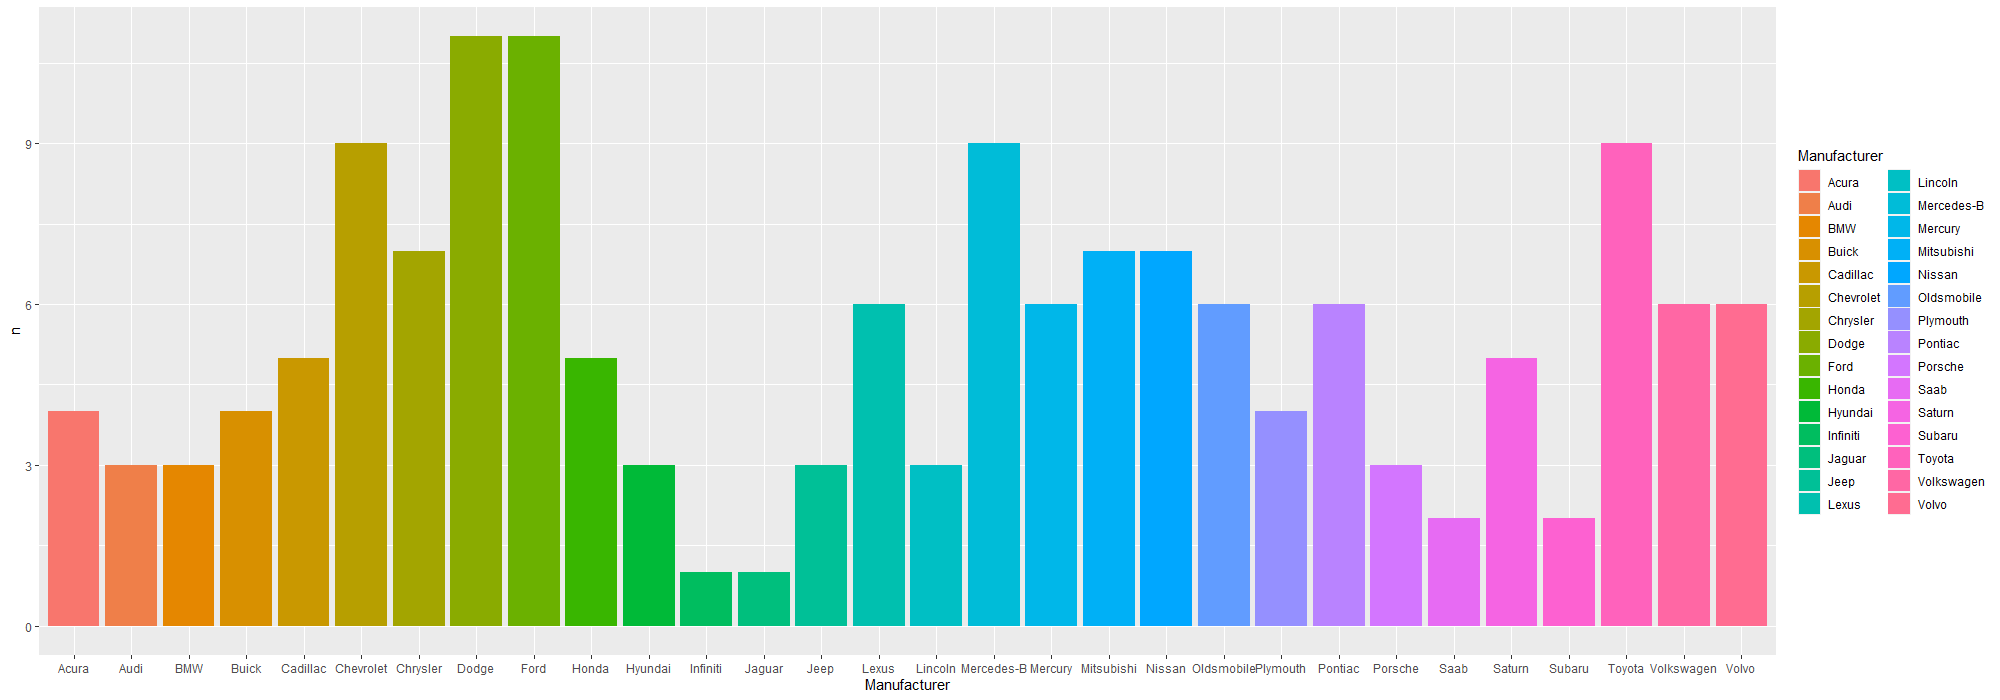 9
6
3
0
n
Acura Audi BMW Buick Cadillac Chevrolet Chrysler Dodge Ford Honda Hyundai Infiniti Jaguar Jeep Lexus Lincoln Mercedes-B Mercury Mitsubishi Nissan Oldsmobile Plymouth Pontiac Porsche Saab Saturn Subaru Toyota Volkswagen Volvo
Manufacturer
Manufacturer
Acura
Audi
BMW
Buick
Cadillac
Chevrolet
Chrysler
Dodge
Ford
Honda
Hyundai
Infiniti
Jaguar
Jeep
Lexus
Lincoln
Mercedes-B
Mercury
Mitsubishi
Nissan
Oldsmobile
Plymouth
Pontiac
Porsche
Saab
Saturn
Subaru
Toyota
Volkswagen
Volvo